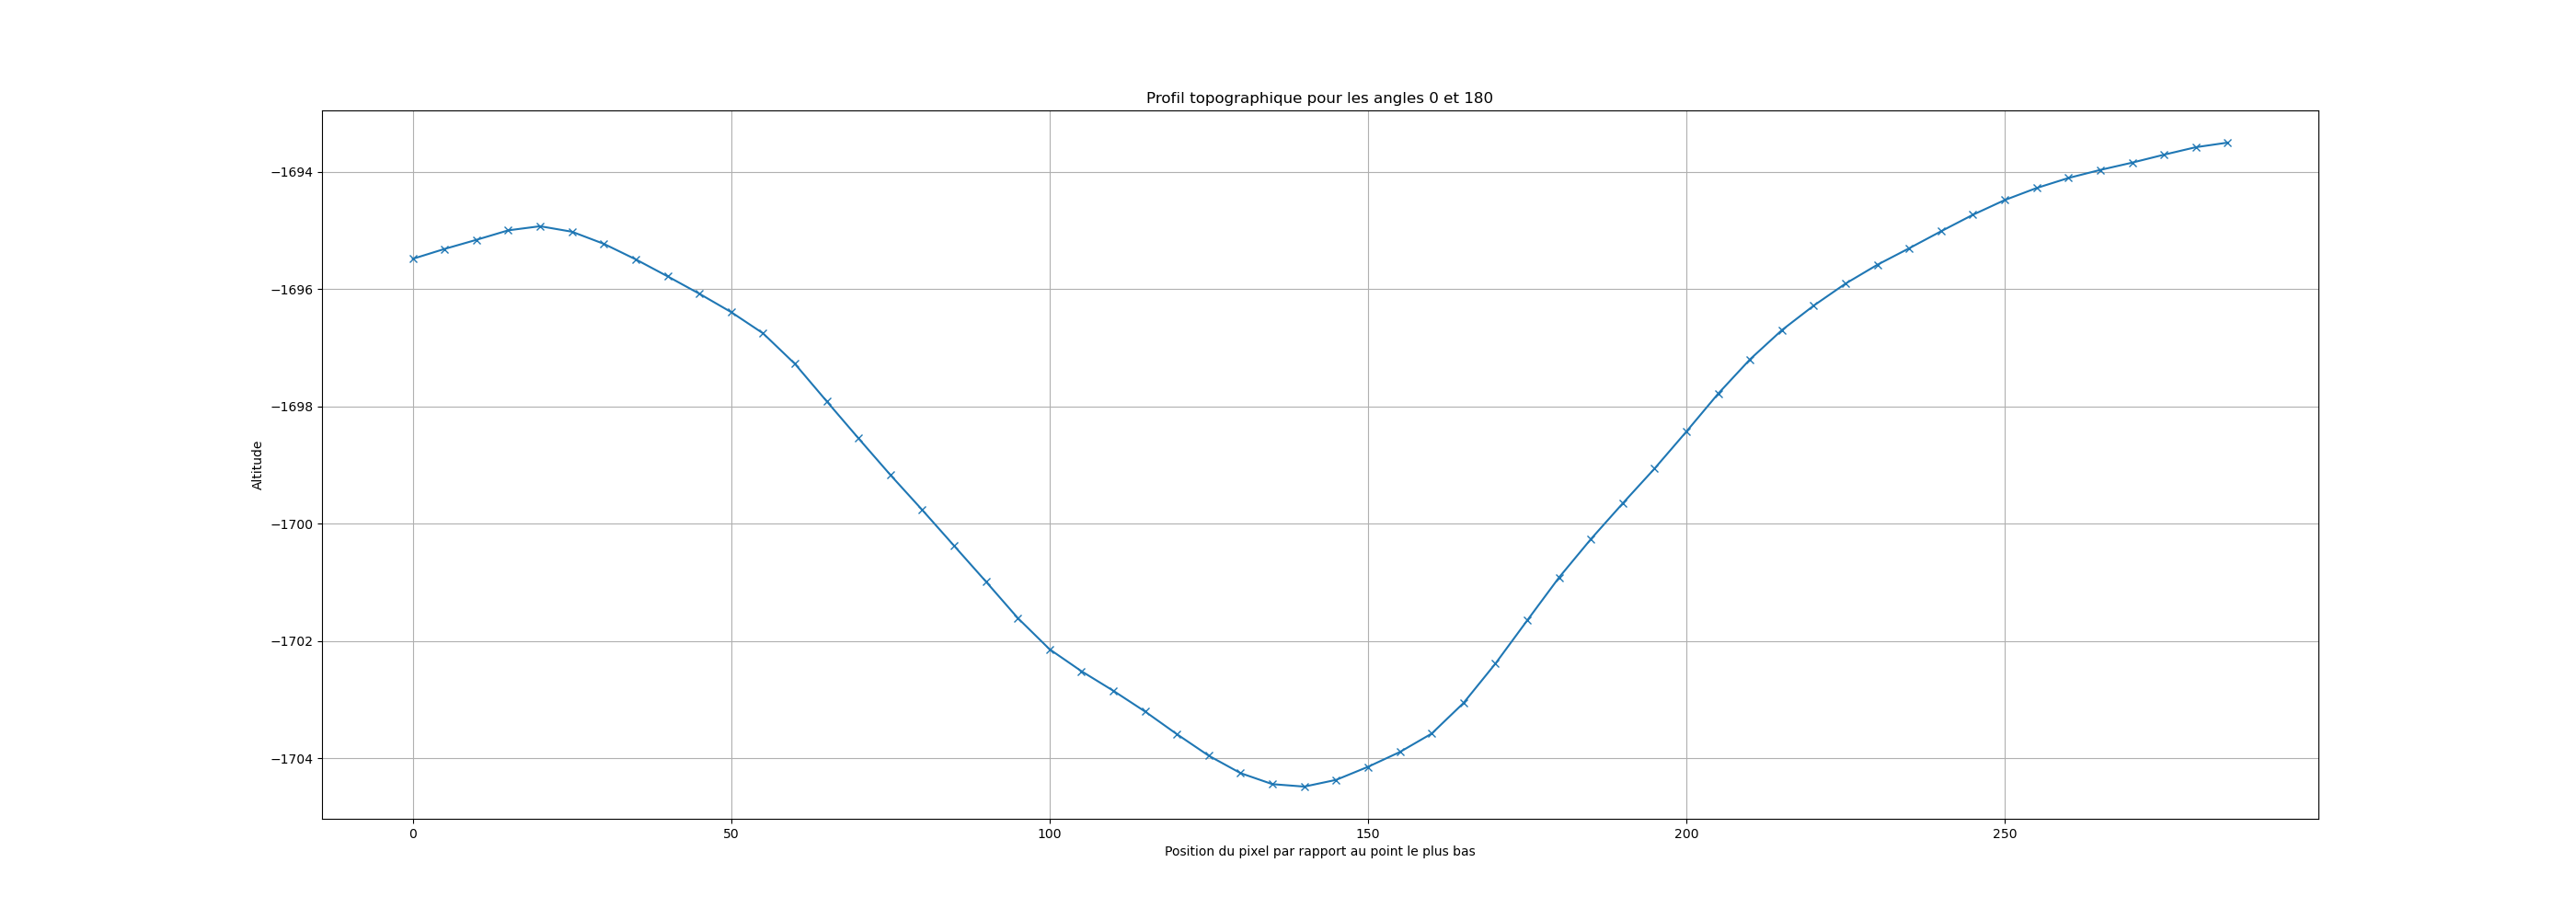 Profil topographique pour les angles 0 et 180
Altitude
−1694
−1696
−1698
−1700
−1702
−1704
0 50 100 150 200 250
Position du pixel par rapport au point le plus bas